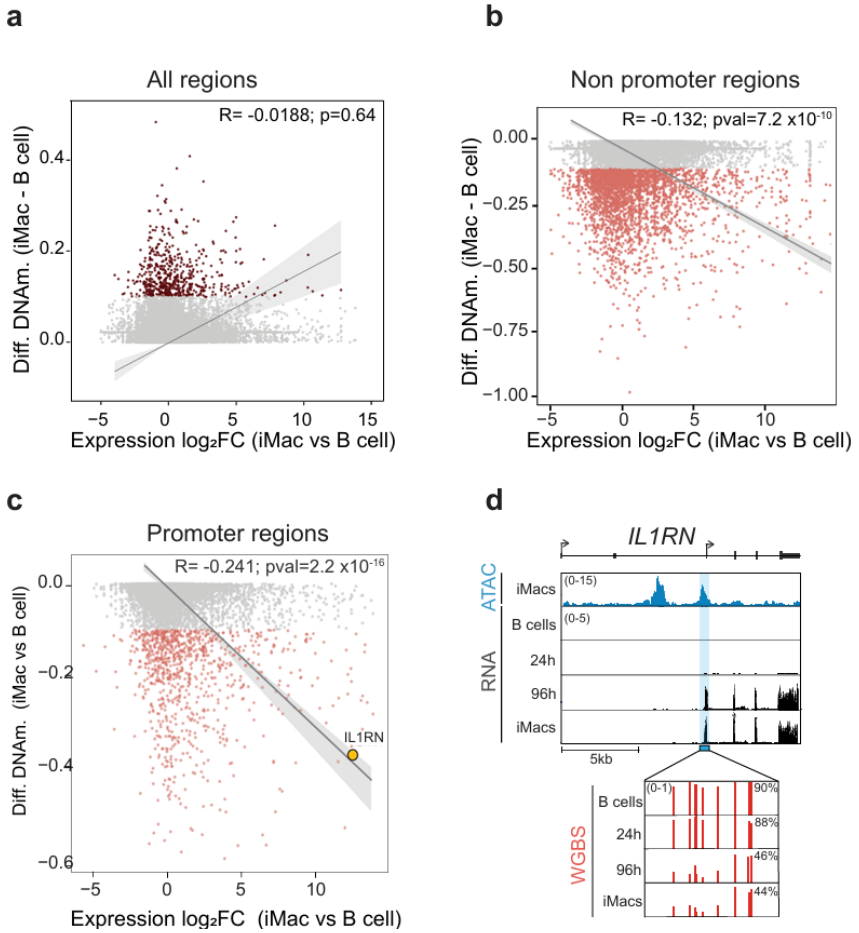 a
All regions
R= -0.0188; p=0.64
0.4
0.2
0.0
Diff. DNAm. (iMac - B cell)
−5 0 5 10 15
Expression log₂FC (iMac vs B cell)
b
Non promoter regions
R= -0.132; pval=7.2 x10⁻¹⁰
0.00
−0.25
−0.50
−0.75
−1.00
Diff. DNAm. (iMac - B cell)
−5 0 5 10
Expression log₂FC (iMac vs B cell)
c
Promoter regions
R= -0.241; pval=2.2 x10⁻¹⁶
0.0
−0.2
−0.4
−0.6
Diff. DNAm. (iMac vs B cell)
IL1RN
−5 0 5 10
Expression log₂FC (iMac vs B cell)
d
IL1RN
ATAC
iMacs
(0-15)
RNA
B cells
(0-5)
24h
96h
iMacs
5kb
WGBS
B cells
(0-1)
90%
24h
88%
96h
46%
iMacs
44%